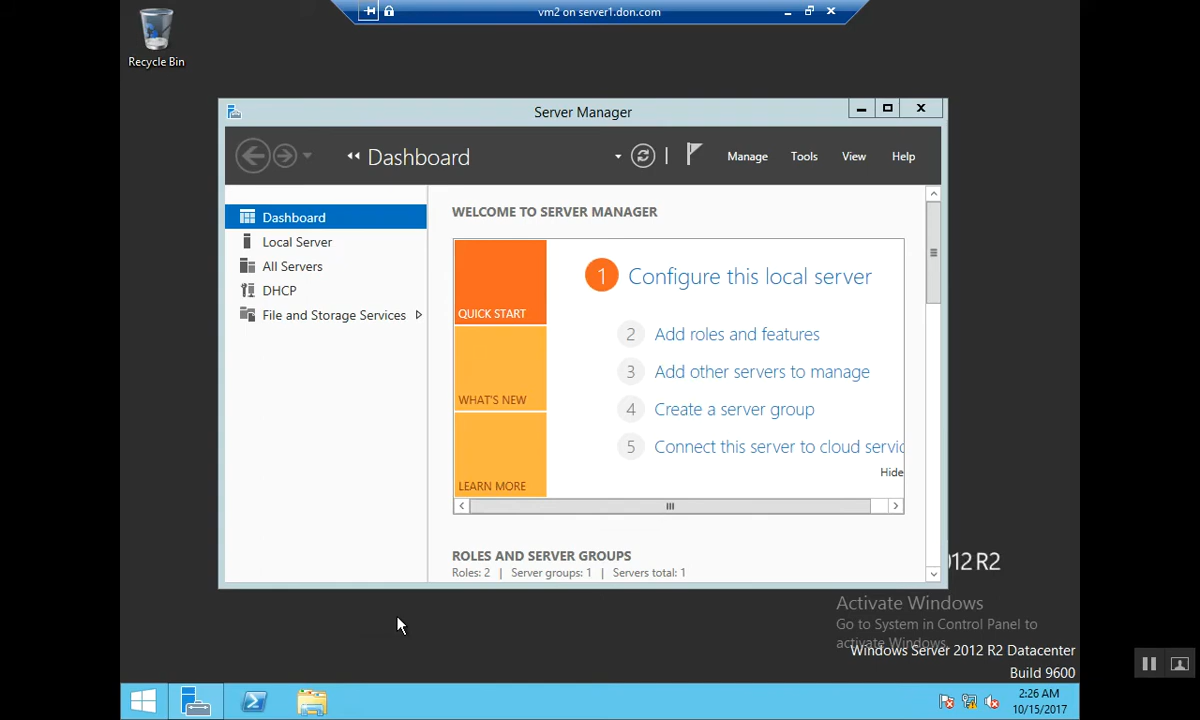 vm2 on server1.don.com
Recycle Bin
Server Manager
Dashboard
Manage
Tools
View
Help
Dashboard
Local Server
All Servers
DHCP
File and Storage Services
WELCOME TO SERVER MANAGER
QUICK START
WHAT'S NEW
LEARN MORE
1 Configure this local server
2 Add roles and features
3 Add other servers to manage
4 Create a server group
5 Connect this server to cloud servic
Hide
ROLES AND SERVER GROUPS
Roles: 2 | Server groups: 1 | Servers total: 1
012 R2
Activate Windows
Go to System in Control Panel to
activate Windows.
Windows Server 2012 R2 Datacenter
Build 9600
2:26 AM
10/15/2017